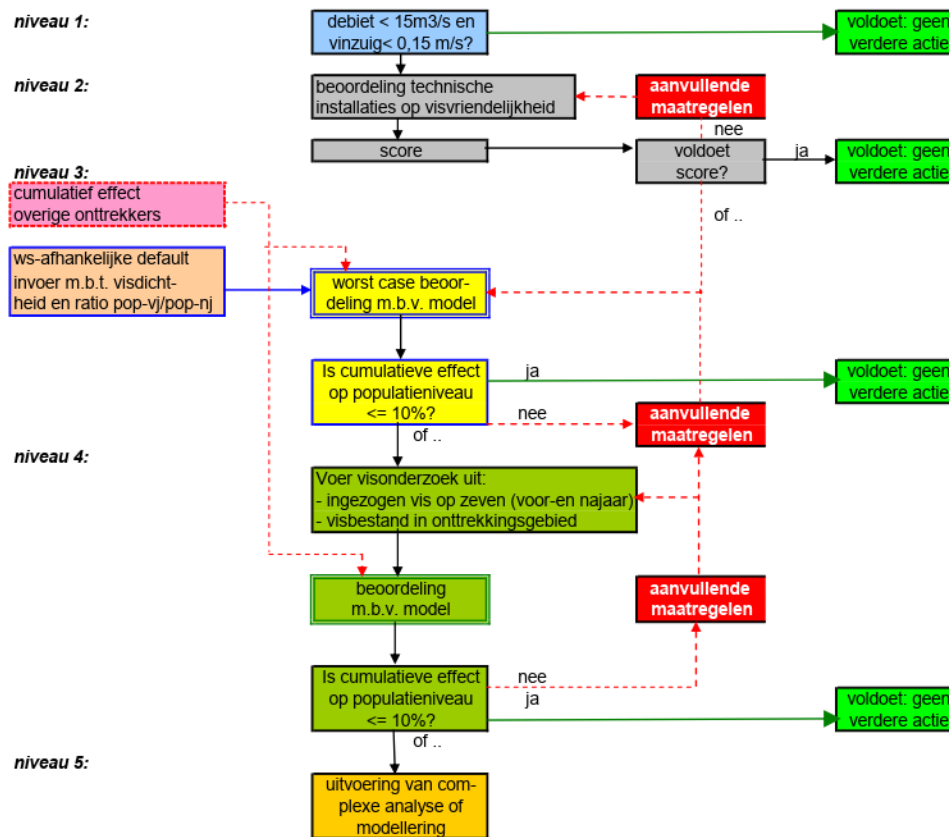 niveau 1:
debiet < 15m3/s en
vinzuig< 0,15 m/s?
voldoet: geen
verdere actie
niveau 2:
beoordeling technische
installaties op visvriendelijkheid
aanvullende
maatregelen
nee
score
voldoet
score?
ja
voldoet: geen
verdere actie
niveau 3:
cumulatief effect
overige onttrekkers
of ..
ws-afhankelijke default
invoer m.b.t. visdicht-
heid en ratio pop-vj/pop-nj
worst case beoor-
deling m.b.v. model
Is cumulatieve effect
op populatieniveau
<= 10%?
ja
nee
voldoet: geen
verdere actie
aanvullende
maatregelen
of ..
niveau 4:
Voer visonderzoek uit:
- ingezogen vis op zeven (voor-en najaar)
- visbestand in onttrekkingsgebied
beoordeling
m.b.v. model
aanvullende
maatregelen
Is cumulatieve effect
op populatieniveau
<= 10%?
nee
ja
voldoet: geen
verdere actie
of ..
niveau 5:
uitvoering van com-
plexe analyse of
modellering